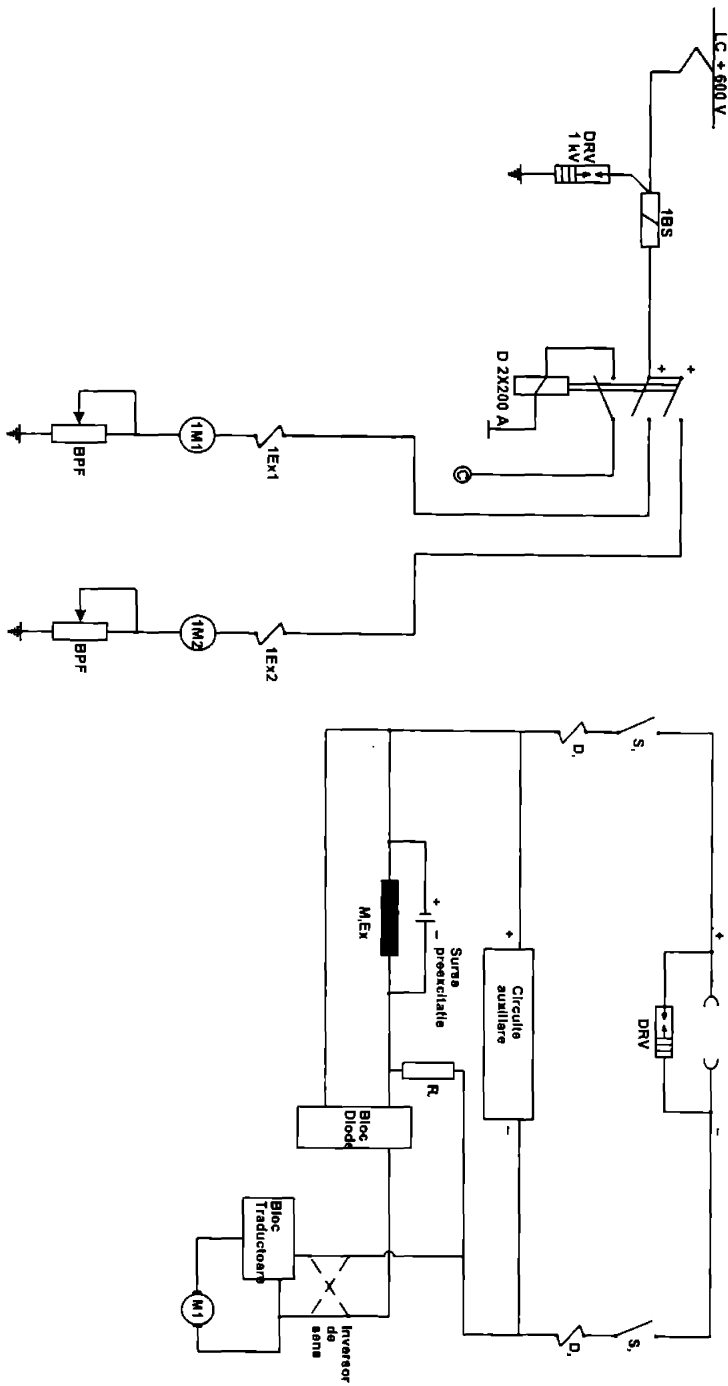 LC + 600 V
DRV
1 kV
1BS
D 2X200 A
+
+
C
1Ex1
1M1
BPF
1Ex2
1M2
BPF
+
-
DRV
S,
D,
S,
D,
+
-
Circuite
auxiliare
+
-
Sursa
preexcitatie
M,Ex
R
Bloc
Diode
Inversor
de
sens
Bloc
Traductoare
M1